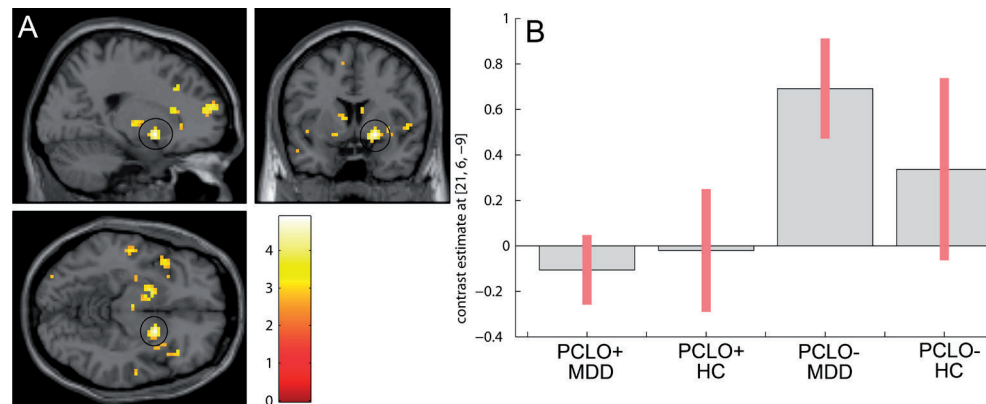 A
4
3
2
1
0
B
contrast estimate at [21, 6, −9]
1
0.8
0.6
0.4
0.2
0
−0.2
−0.4
PCLO+
MDD
PCLO+
HC
PCLO-
MDD
PCLO-
HC